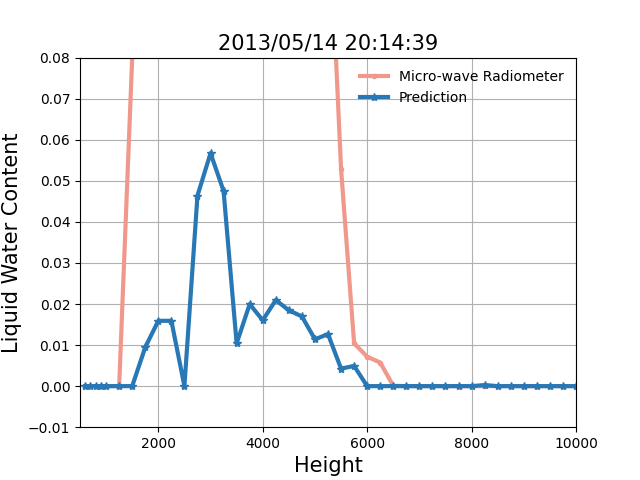 2013/05/14 20:14:39
Micro-wave Radiometer
Prediction
Liquid Water Content
0.08
0.07
0.06
0.05
0.04
0.03
0.02
0.01
0.00
−0.01
2000 4000 6000 8000 10000
Height